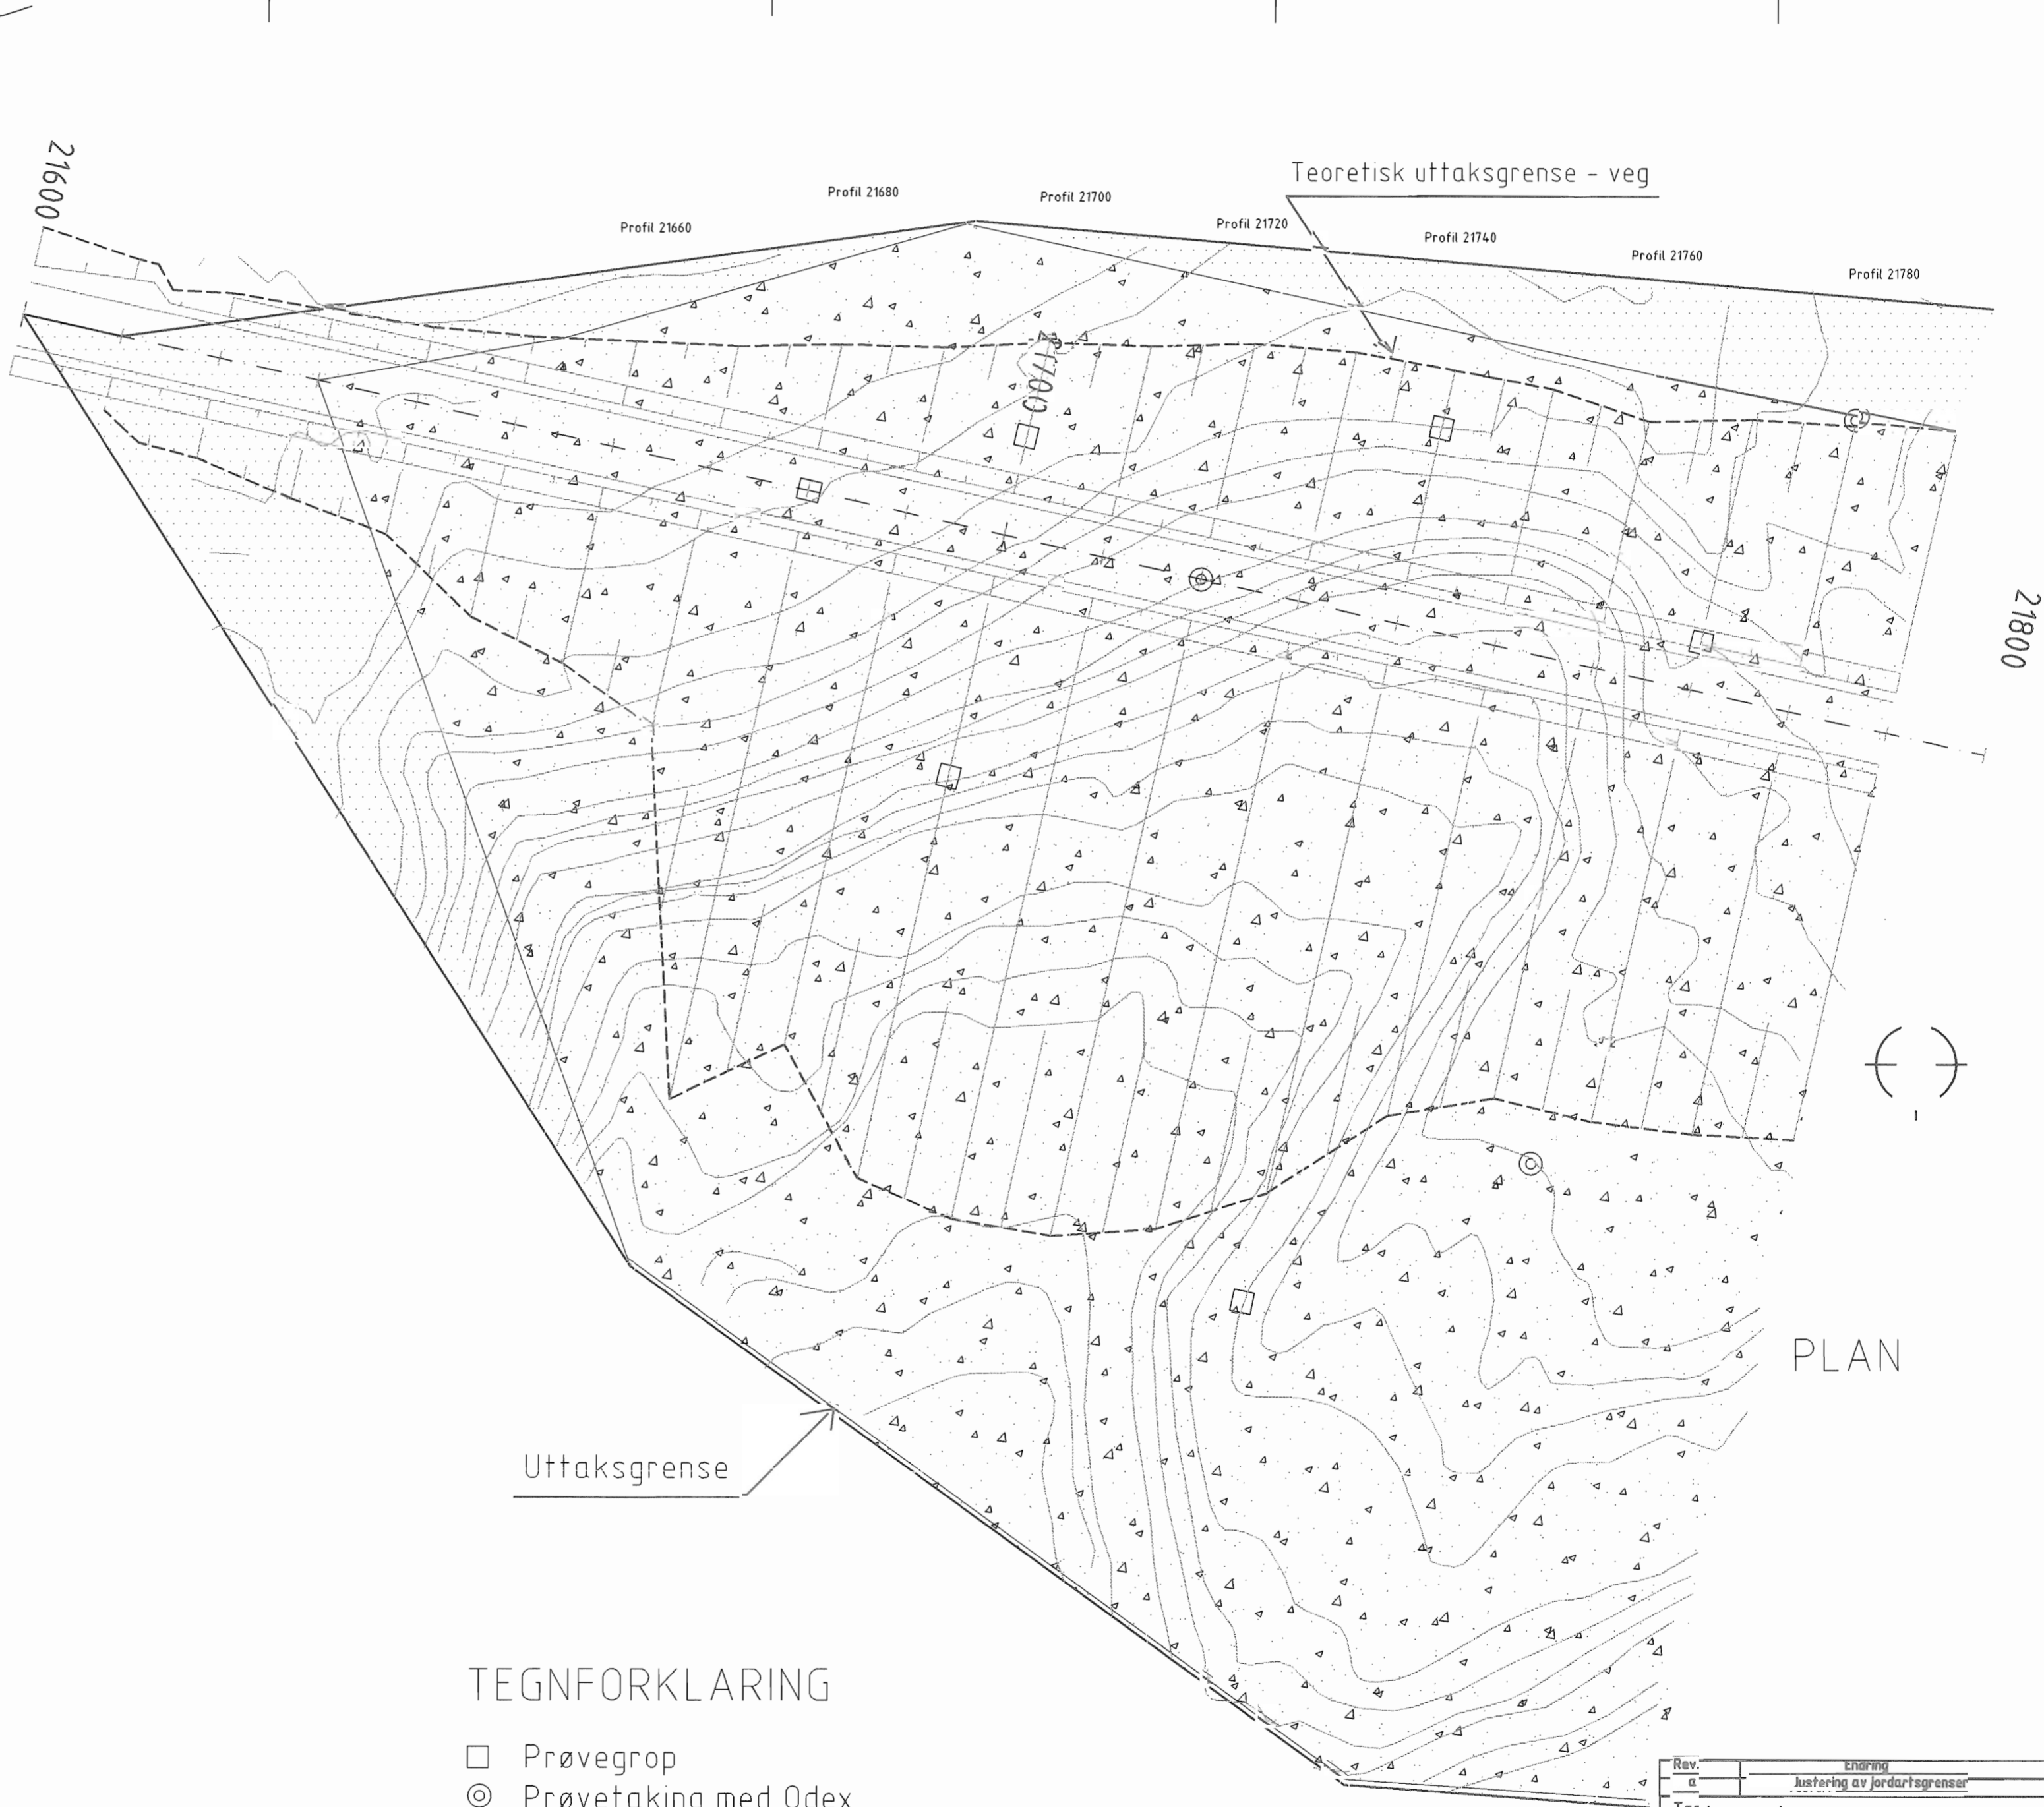 21600
Teoretisk uttaksgrense - veg
Profil 21660
Profil 21680
Profil 21700
Profil 21720
Profil 21740
Profil 21760
Profil 21780
21700
21800
PLAN
Uttaksgrense
TEGNFORKLARING
Prøvegrop
Prøvetaking med Odex
Rev. Endring
a Justering av jordartsgrenser